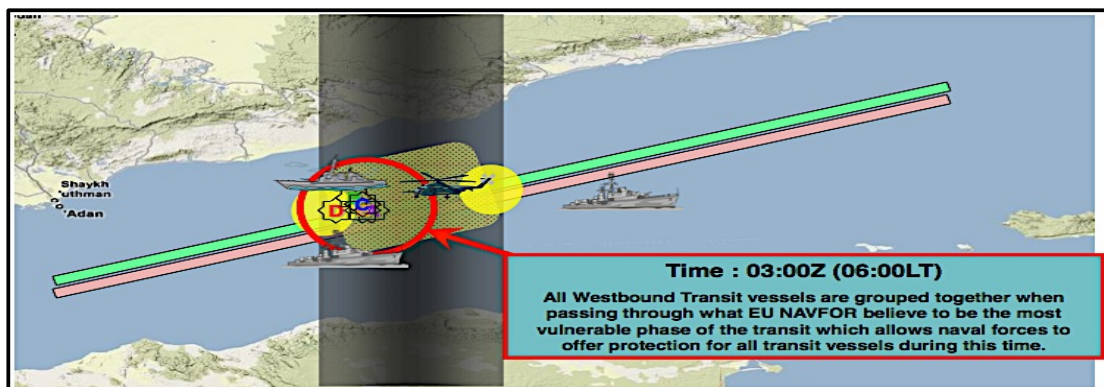 Shaykh
'uthman
Adan
D
C
Time : 03:00Z (06:00LT)
All Westbound Transit vessels are grouped together when
passing through what EU NAVFOR believe to be the most
vulnerable phase of the transit which allows naval forces to
offer protection for all transit vessels during this time.